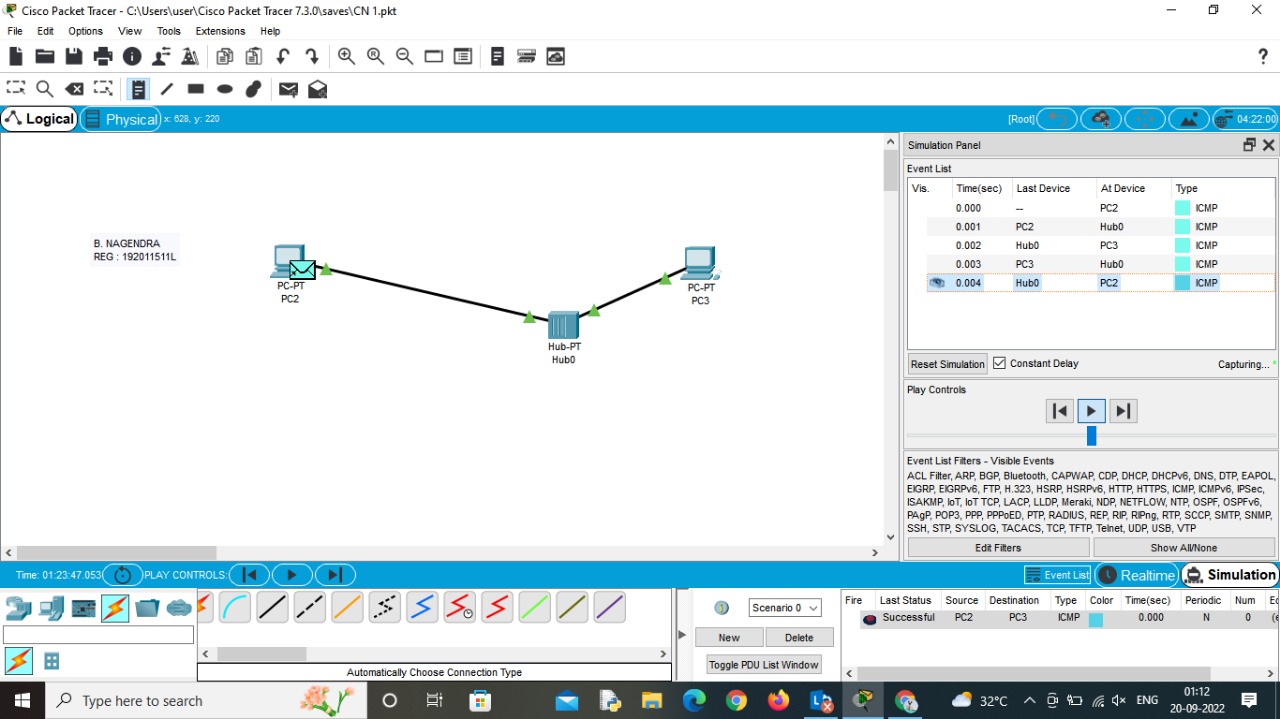 Cisco Packet Tracer - C:\Users\user\Cisco Packet Tracer 7.3.0\saves\CN 1.pkt
File Edit Options View Tools Extensions Help
?
Logical Physical x: 628, y: 220 [Root] 04:22:00
B. NAGENDRA
REG : 192011511L
PC-PT
PC2
PC-PT
PC3
Hub-PT
Hub0
Simulation Panel
Event List
Vis. Time(sec) Last Device At Device Type
0.000 -- PC2 ICMP
0.001 PC2 Hub0 ICMP
0.002 Hub0 PC3 ICMP
0.003 PC3 Hub0 ICMP
0.004 Hub0 PC2 ICMP
Reset Simulation Constant Delay Capturing... *
Play Controls
Event List Filters - Visible Events
ACL Filter, ARP, BGP, Bluetooth, CAPWAP, CDP, DHCP, DHCPv6, DNS, DTP, EAPOL,
EIGRP, EIGRPv6, FTP, H.323, HSRP, HSRPv6, HTTP, HTTPS, ICMP, ICMPv6, IPSec,
ISAKMP, IoT, IoT TCP, LACP, LLDP, Meraki, NDP, NETFLOW, NTP, OSPF, OSPFv6,
PAgP, POP3, PPP, PPPoED, PTP, RADIUS, REP, RIP, RIPng, RTP, SCCP, SMTP, SNMP,
SSH, STP, SYSLOG, TACACS, TCP, TFTP, Telnet, UDP, USB, VTP
Edit Filters Show All/None
Time: 01:23:47.053 PLAY CONTROLS: Event List Realtime Simulation
Scenario 0
New Delete
Toggle PDU List Window
Fire Last Status Source Destination Type Color Time(sec) Periodic Num E
Successful PC2 PC3 ICMP 0.000 N 0 (e
Automatically Choose Connection Type
Type here to search
32°C ENG 01:12
20-09-2022